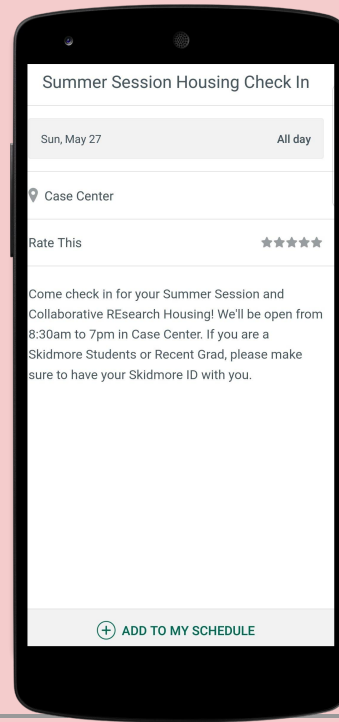 Summer Session Housing Check In
Sun, May 27 All day
Case Center
Rate This
Come check in for your Summer Session and
Collaborative REsearch Housing! We'll be open from
8:30am to 7pm in Case Center. If you are a
Skidmore Students or Recent Grad, please make
sure to have your Skidmore ID with you.
ADD TO MY SCHEDULE